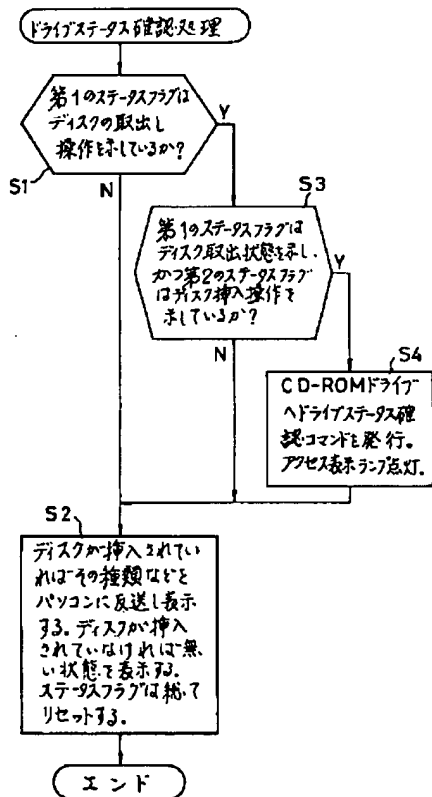 ドライブステータス確認処理
第1のステータスフラグは
ディスクの取出し
操作を示しているか?
S1
Y
N
S3
第1のステータスフラグは
ディスク取出状態を示し、
かつ第2のステータスフラグ
はディスク挿入操作を
示しているか?
Y
N
S4
CD-ROMドライブ
へドライブステータス確
認コマンドを発行。
アクセス表示ランプ点灯。
S2
ディスクが挿入されてい
ればその種類などを
パソコンに返送し表示
する。ディスクが挿入
されていなければ無
い状態を表示する。
ステータスフラグは総て
リセットする。
エンド